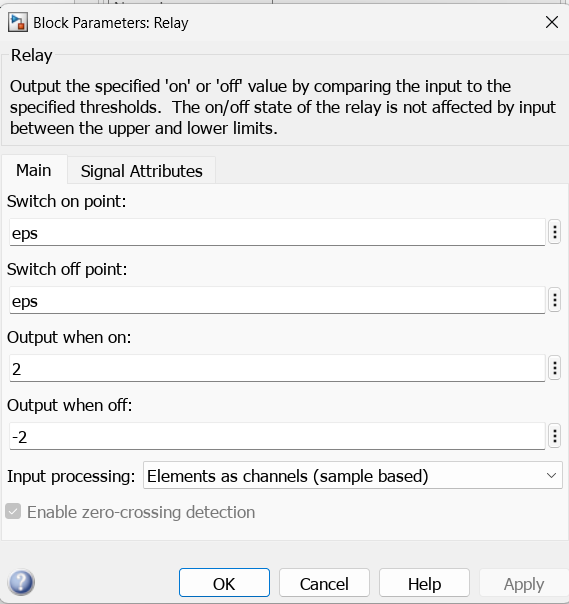 Block Parameters: Relay
Relay
Output the specified 'on' or 'off' value by comparing the input to the
specified thresholds.  The on/off state of the relay is not affected by input
between the upper and lower limits.
Main
Signal Attributes
Switch on point:
eps
Switch off point:
eps
Output when on:
2
Output when off:
-2
Input processing: Elements as channels (sample based)
Enable zero-crossing detection
OK
Cancel
Help
Apply